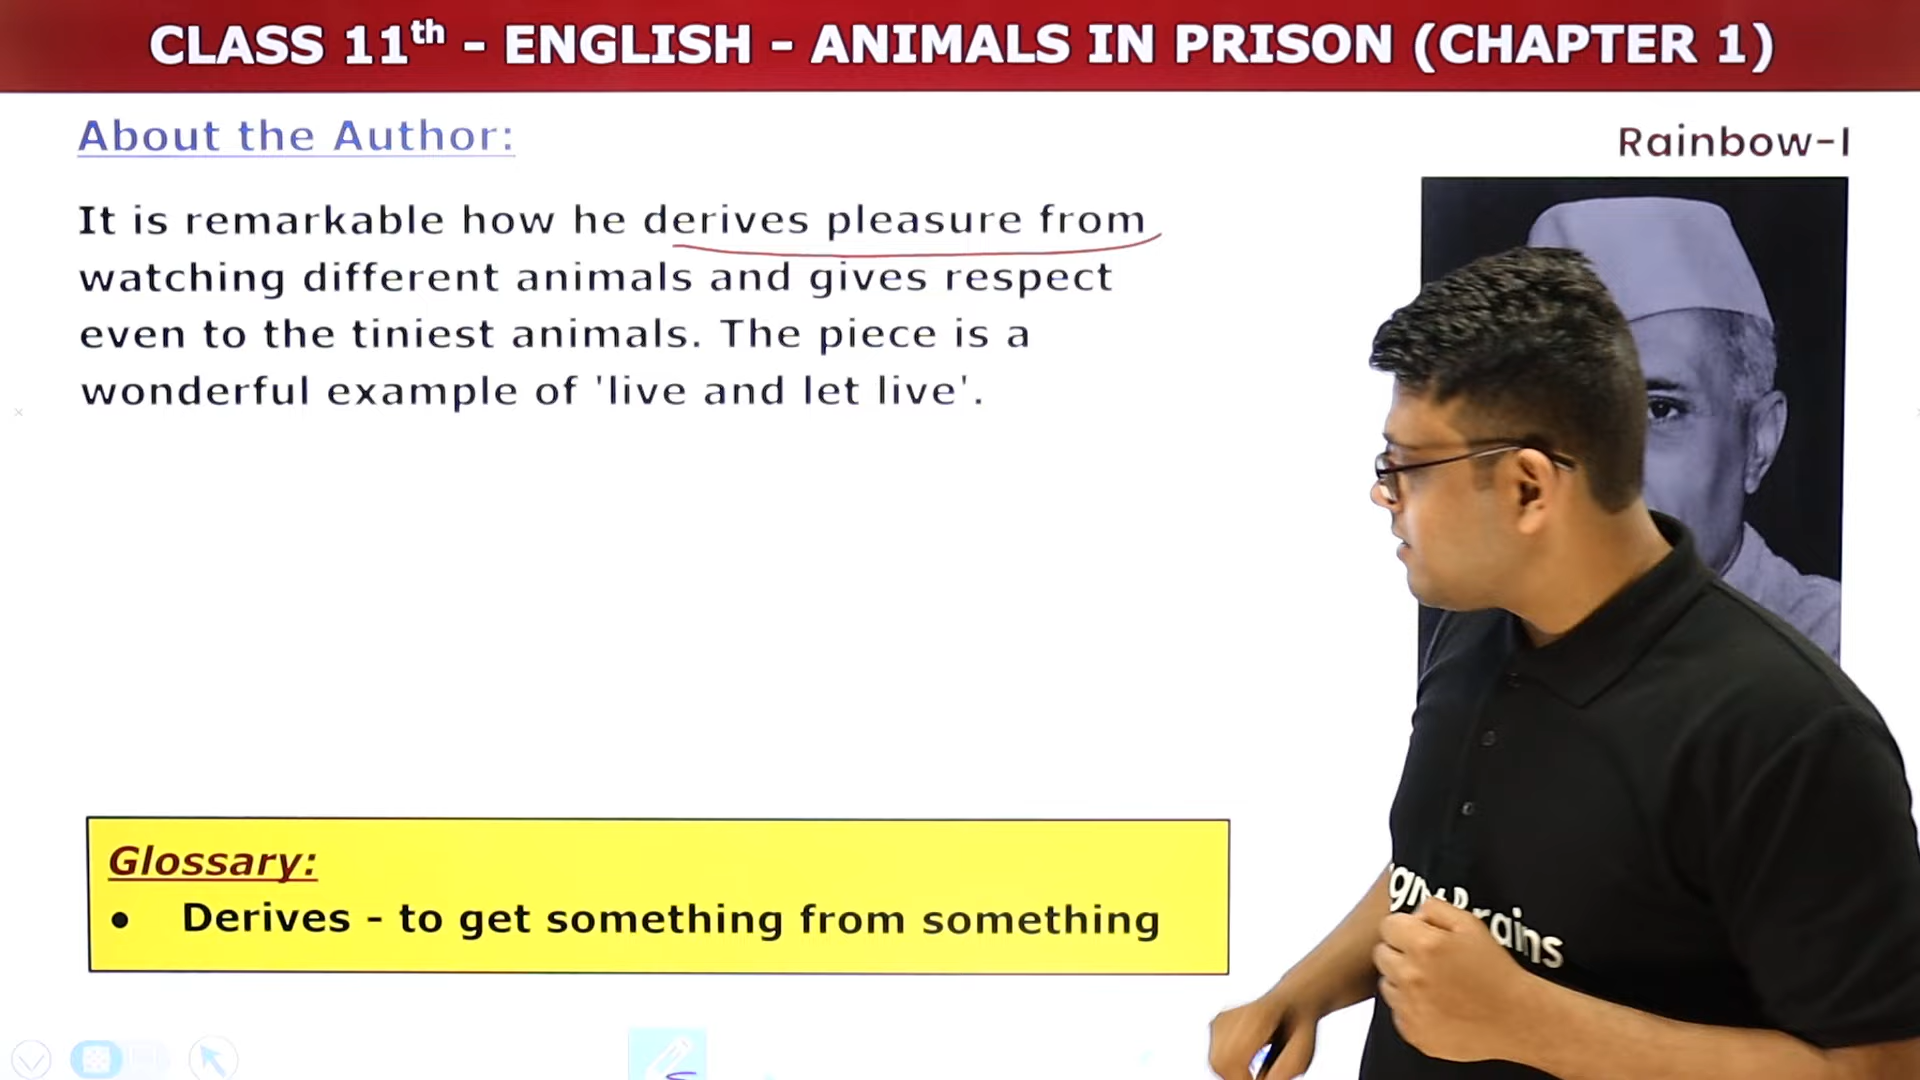 CLASS 11th - ENGLISH - ANIMALS IN PRISON (CHAPTER 1)
About the Author:
Rainbow-I
It is remarkable how he derives pleasure from
watching different animals and gives respect
even to the tiniest animals. The piece is a
wonderful example of 'live and let live'.
Glossary:
• Derives - to get something from something